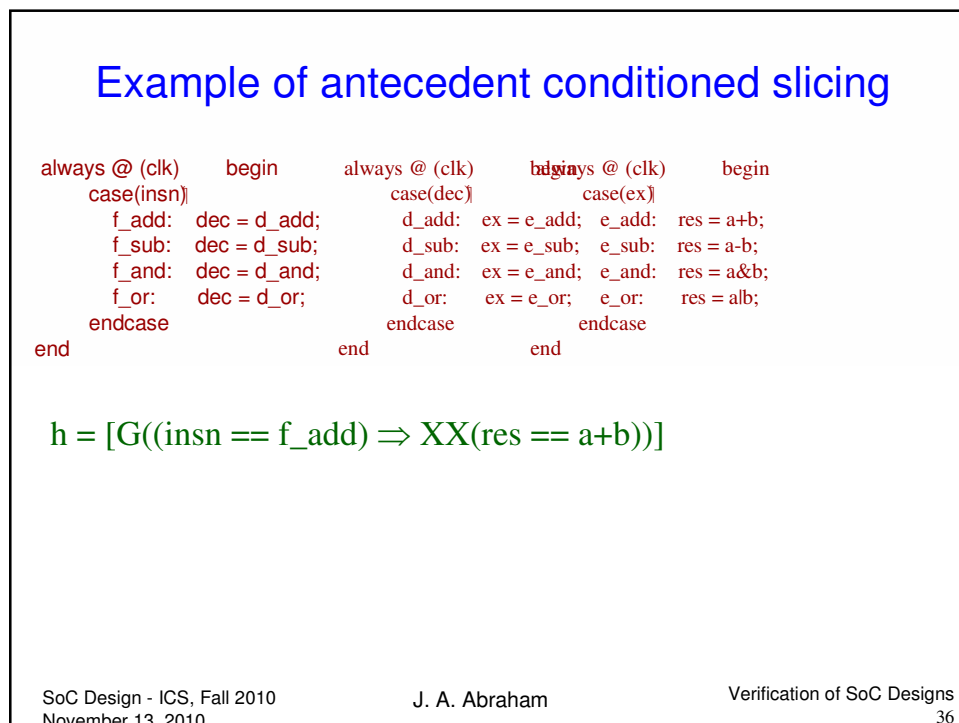 Example of antecedent conditioned slicing
always @ (clk) begin
case(insn)
f_add: dec = d_add;
f_sub: dec = d_sub;
f_and: dec = d_and;
f_or: dec = d_or;
endcase
end
always @ (clk) begin
case(dec)
d_add: ex = e_add;
d_sub: ex = e_sub;
d_and: ex = e_and;
d_or: ex = e_or;
endcase
end
always @ (clk) begin
case(ex)
e_add: res = a+b;
e_sub: res = a-b;
e_and: res = a&b;
e_or: res = a|b;
endcase
end
h = [G((insn == f_add) ⇒ XX(res == a+b))]
SoC Design - ICS, Fall 2010
November 13, 2010
J. A. Abraham
Verification of SoC Designs
36